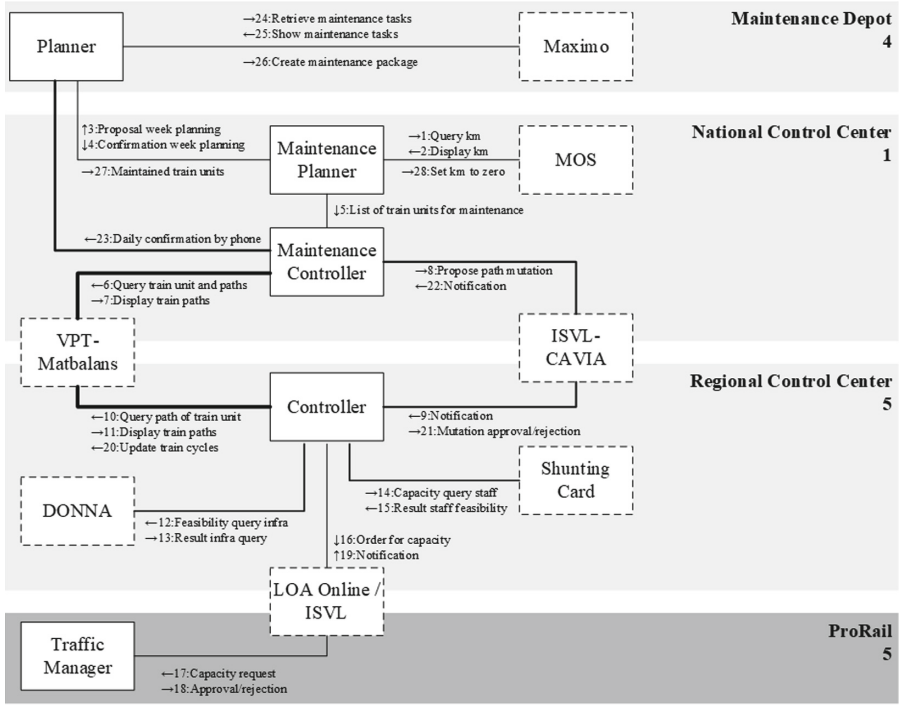 Maintenance Depot
4
Planner
→24:Retrieve maintenance tasks
←25:Show maintenance tasks
→26:Create maintenance package
Maximo
National Control Center
1
↑3:Proposal week planning
↓4:Confirmation week planning
→27:Maintained train units
Maintenance
Planner
→1:Query km
←2:Display km
→28:Set km to zero
MOS
↓5:List of train units for maintenance
←23:Daily confirmation by phone
Maintenance
Controller
→8:Propose path mutation
←22:Notification
←6:Query train unit and paths
→7:Display train paths
VPT-
Matbalans
ISVL-
CAVIA
Regional Control Center
5
Controller
←10:Query path of train unit
→11:Display train paths
←20:Update train cycles
←9:Notification
→21:Mutation approval/rejection
Shunting
Card
→14:Capacity query staff
←15:Result staff feasibility
DONNA
←12:Feasibility query infra
→13:Result infra query
↓16:Order for capacity
↑19:Notification
LOA Online /
ISVL
ProRail
5
Traffic
Manager
←17:Capacity request
→18:Approval/rejection